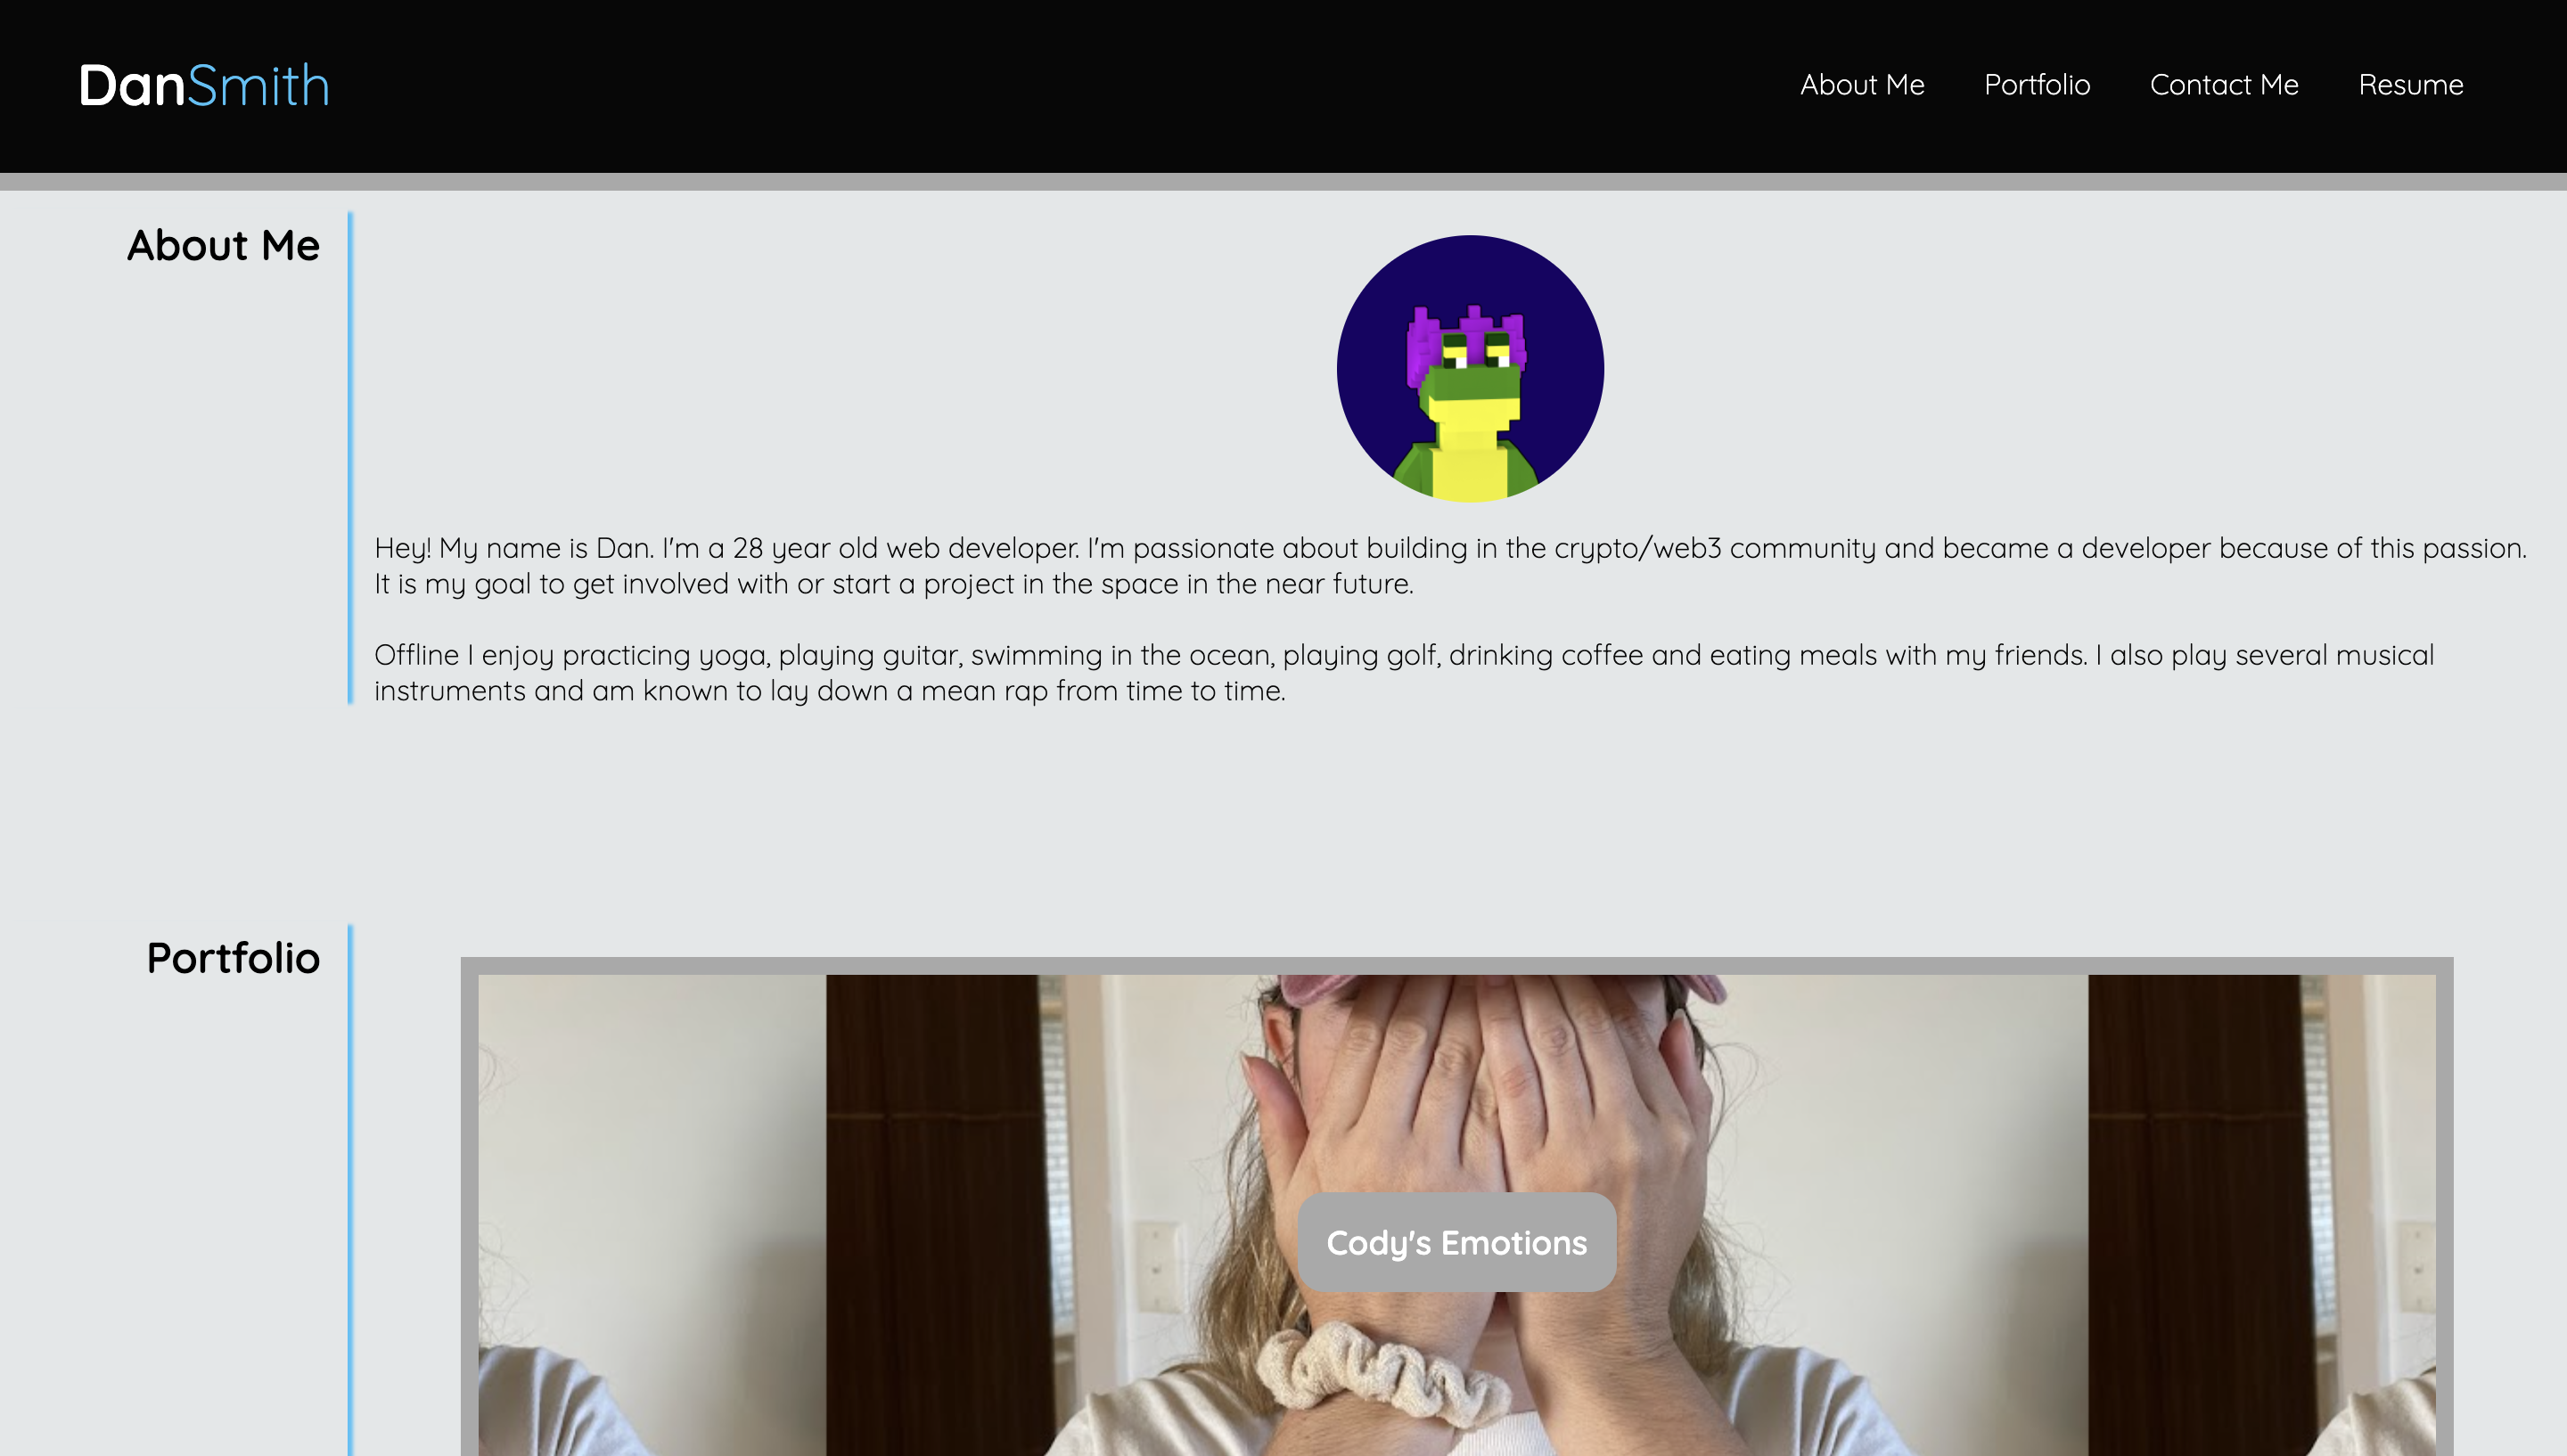 DanSmith
About Me Portfolio Contact Me Resume
About Me
Hey! My name is Dan. I'm a 28 year old web developer. I'm passionate about building in the crypto/web3 community and became a developer because of this passion.
It is my goal to get involved with or start a project in the space in the near future.
Offline I enjoy practicing yoga, playing guitar, swimming in the ocean, playing golf, drinking coffee and eating meals with my friends. I also play several musical
instruments and am known to lay down a mean rap from time to time.
Portfolio
Cody's Emotions